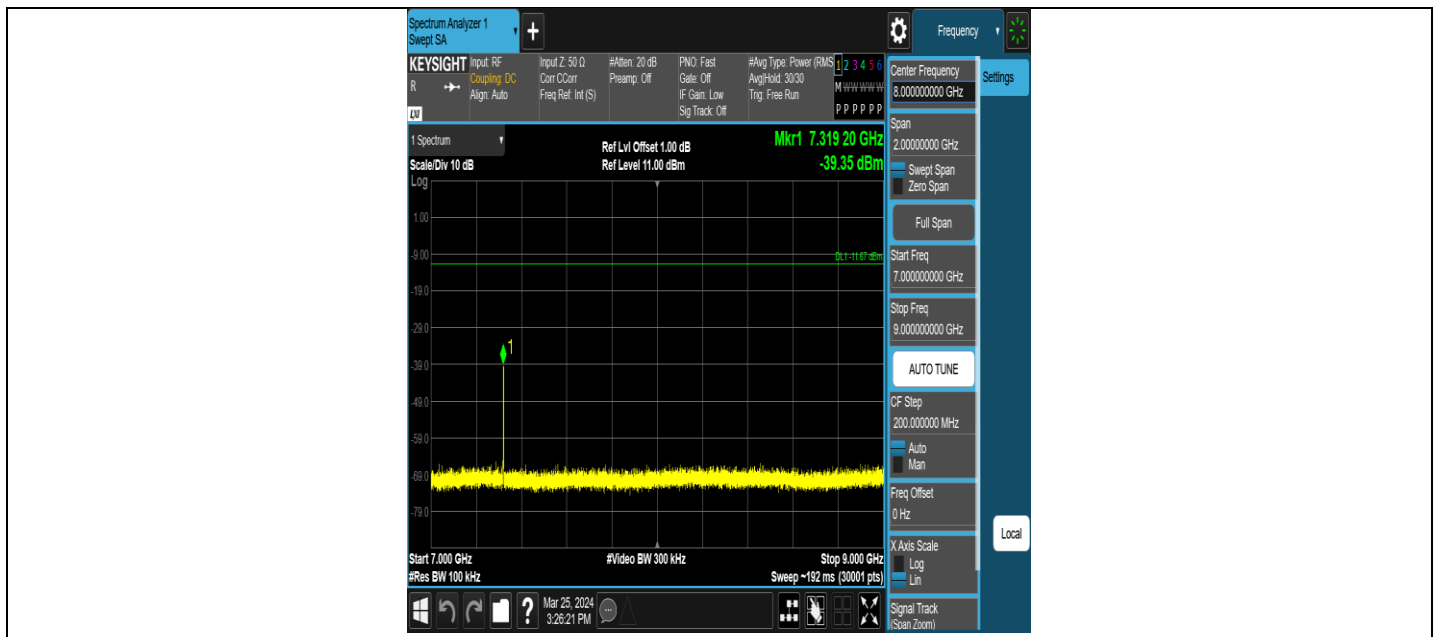 Spectrum Analyzer 1
Swept SA
+
Frequency
KEYSIGHT
R
LXI
Input: RF
Coupling: DC
Align: Auto
Input Z: 50 Ω
Corr CCorr
Freq Ref: Int (S)
#Atten: 20 dB
Preamp: Off
PNO: Fast
Gate: Off
IF Gain: Low
Sig Track: Off
#Avg Type: Power (RMS
Avg|Hold: 30/30
Trig: Free Run
1 2 3 4 5 6
M W W W W W
P P P P P P
1 Spectrum
Scale/Div 10 dB
Log
Ref Lvl Offset 1.00 dB
Ref Level 11.00 dBm
Mkr1 7.319 20 GHz
-39.35 dBm
1.00
-9.00
DL1 -11.67 dBm
-19.0
-29.0
1
-39.0
-49.0
-59.0
-69.0
-79.0
Start 7.000 GHz
#Res BW 100 kHz
#Video BW 300 kHz
Stop 9.000 GHz
Sweep ~192 ms (30001 pts)
Center Frequency
8.000000000 GHz
Settings
Span
2.00000000 GHz
Swept Span
Zero Span
Full Span
Start Freq
7.000000000 GHz
Stop Freq
9.000000000 GHz
AUTO TUNE
CF Step
200.000000 MHz
Auto
Man
Freq Offset
0 Hz
X Axis Scale
Log
Lin
Local
Signal Track
(Span Zoom)
?
Mar 25, 2024
3:26:21 PM